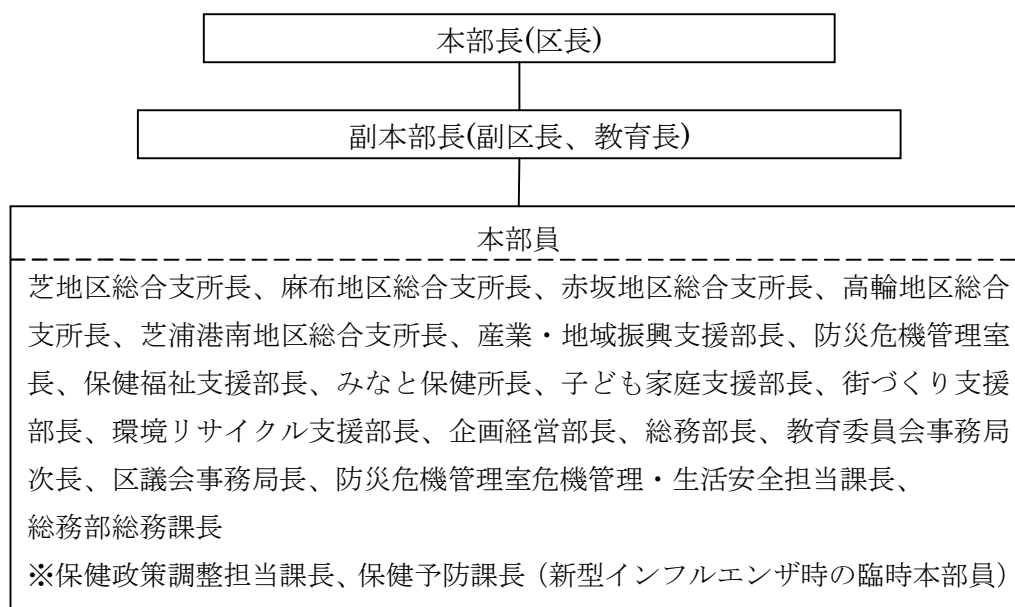 本部長(区長)
副本部長(副区長、教育長)
本部員
芝地区総合支所長、麻布地区総合支所長、赤坂地区総合支所長、高輪地区総合
支所長、芝浦港南地区総合支所長、産業・地域振興支援部長、防災危機管理室
長、保健福祉支援部長、みなと保健所長、子ども家庭支援部長、街づくり支援
部長、環境リサイクル支援部長、企画経営部長、総務部長、教育委員会事務局
次長、区議会事務局長、防災危機管理室危機管理・生活安全担当課長、
総務部総務課長
※保健政策調整担当課長、保健予防課長（新型インフルエンザ時の臨時本部員）